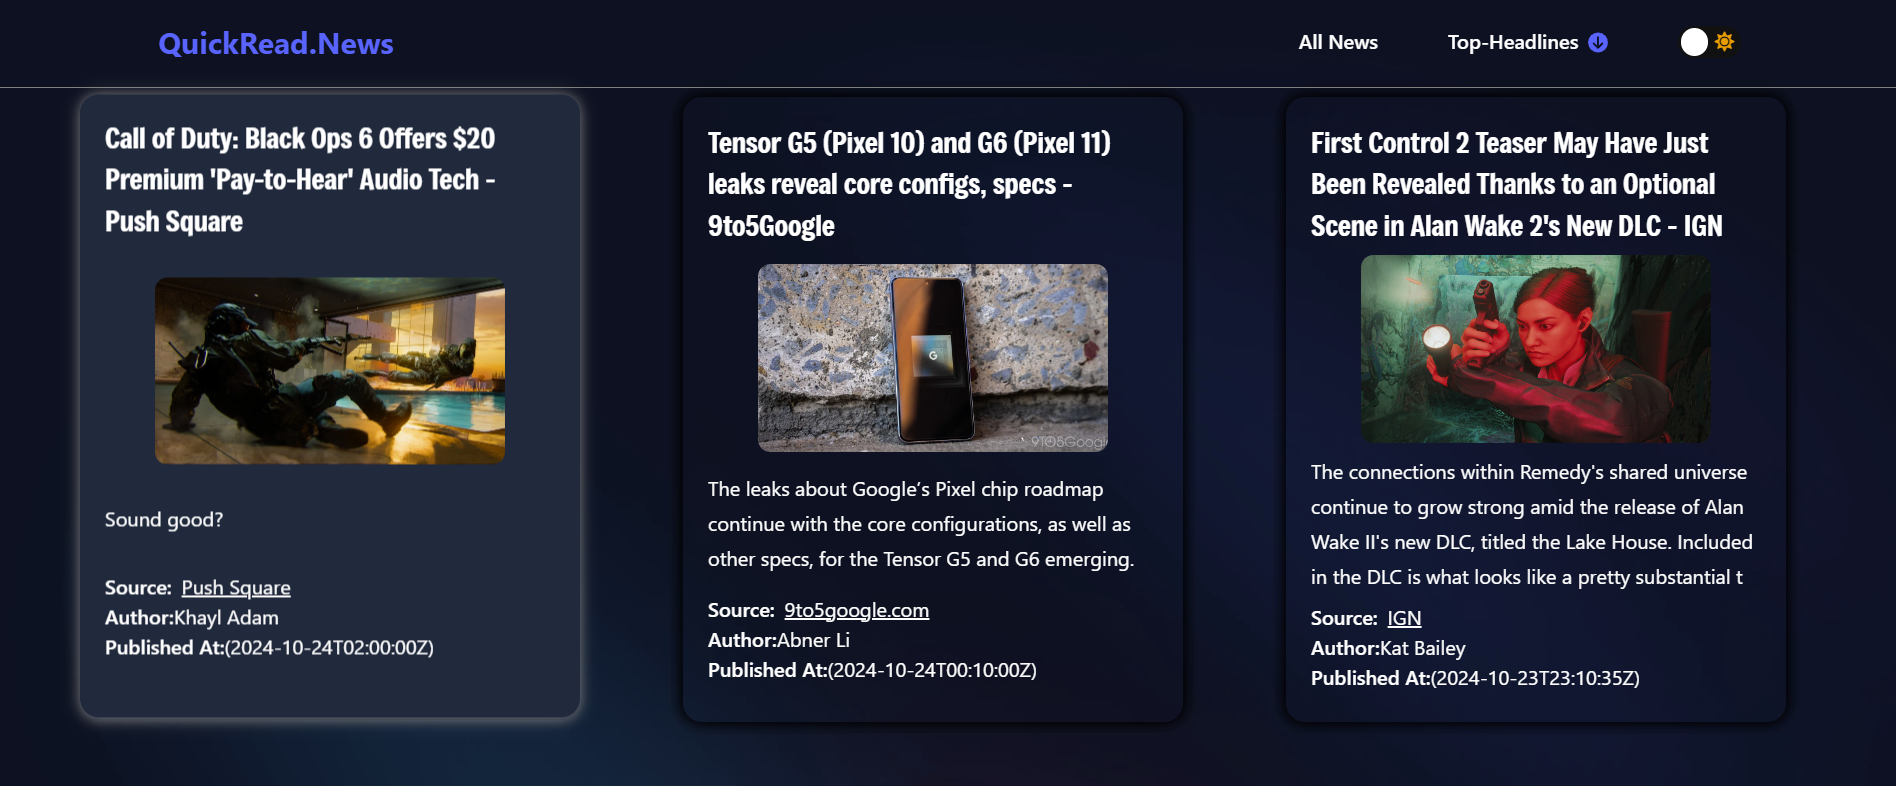 QuickRead.News
All News
Top-Headlines
Call of Duty: Black Ops 6 Offers $20
Premium 'Pay-to-Hear' Audio Tech -
Push Square
Sound good?
Source: Push Square
Author:Khayl Adam
Published At:(2024-10-24T02:00:00Z)
Tensor G5 (Pixel 10) and G6 (Pixel 11)
leaks reveal core configs, specs -
9to5Google
G
9TO5Google
The leaks about Google’s Pixel chip roadmap
continue with the core configurations, as well as
other specs, for the Tensor G5 and G6 emerging.
Source: 9to5google.com
Author:Abner Li
Published At:(2024-10-24T00:10:00Z)
First Control 2 Teaser May Have Just
Been Revealed Thanks to an Optional
Scene in Alan Wake 2's New DLC - IGN
The connections within Remedy's shared universe
continue to grow strong amid the release of Alan
Wake II's new DLC, titled the Lake House. Included
in the DLC is what looks like a pretty substantial t
Source: IGN
Author:Kat Bailey
Published At:(2024-10-23T23:10:35Z)